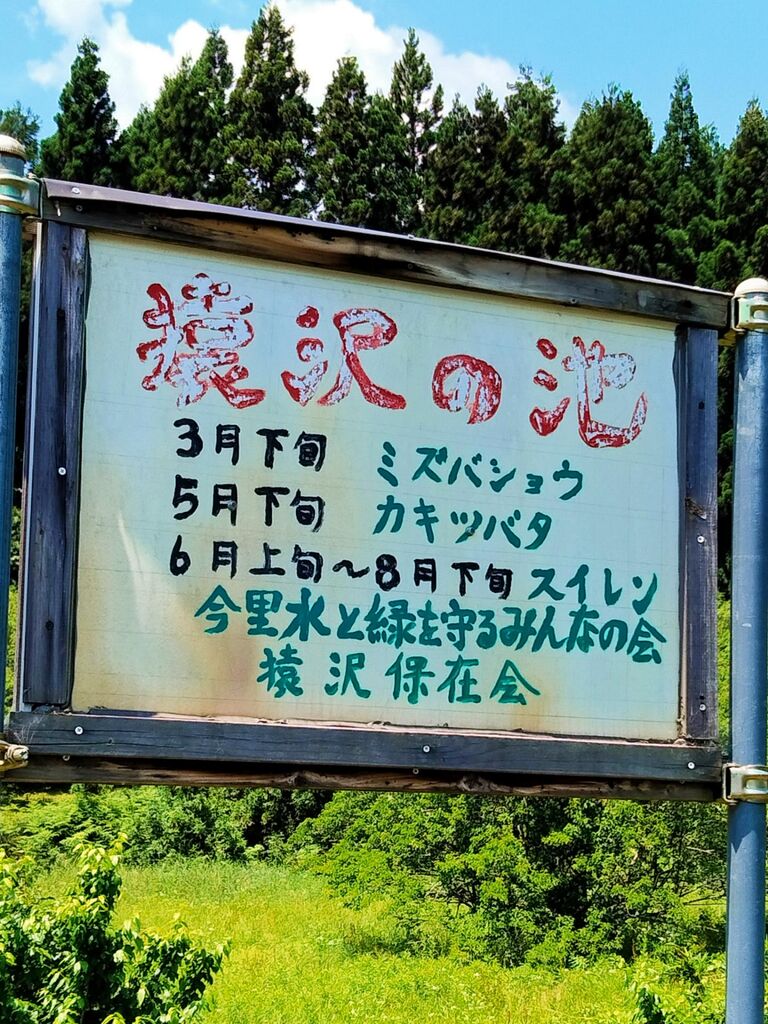 猿沢の池
3月下旬 ミズバショウ
5月下旬 カキツバタ
6月上旬〜8月下旬 スイレン
今里水と緑を守るみんなの会
猿沢保在会